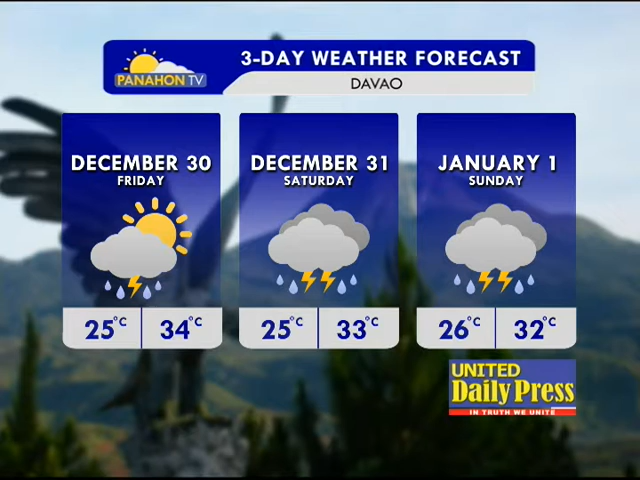 PANAHON TV
3-DAY WEATHER FORECAST
DAVAO
DECEMBER 30
FRIDAY
25°C
34°C
DECEMBER 31
SATURDAY
25°C
33°C
JANUARY 1
SUNDAY
26°C
32°C
UNITED
Daily Press
IN TRUTH WE UNITE